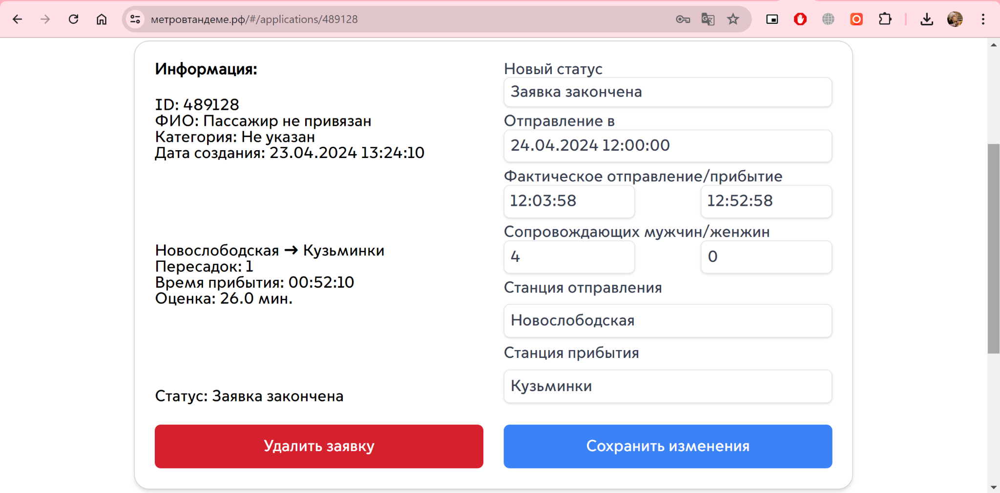 метровтандеме.рф/#/applications/489128
Информация:
ID: 489128
ФИО: Пассажир не привязан
Категория: Не указан
Дата создания: 23.04.2024 13:24:10
Новослободская → Кузьминки
Пересадок: 1
Время прибытия: 00:52:10
Оценка: 26.0 мин.
Статус: Заявка закончена
Удалить заявку
Новый статус
Заявка закончена
Отправление в
24.04.2024 12:00:00
Фактическое отправление/прибытие
12:03:58 12:52:58
Сопровождающих мужчин/женжин
4 0
Станция отправления
Новослободская
Станция прибытия
Кузьминки
Сохранить изменения